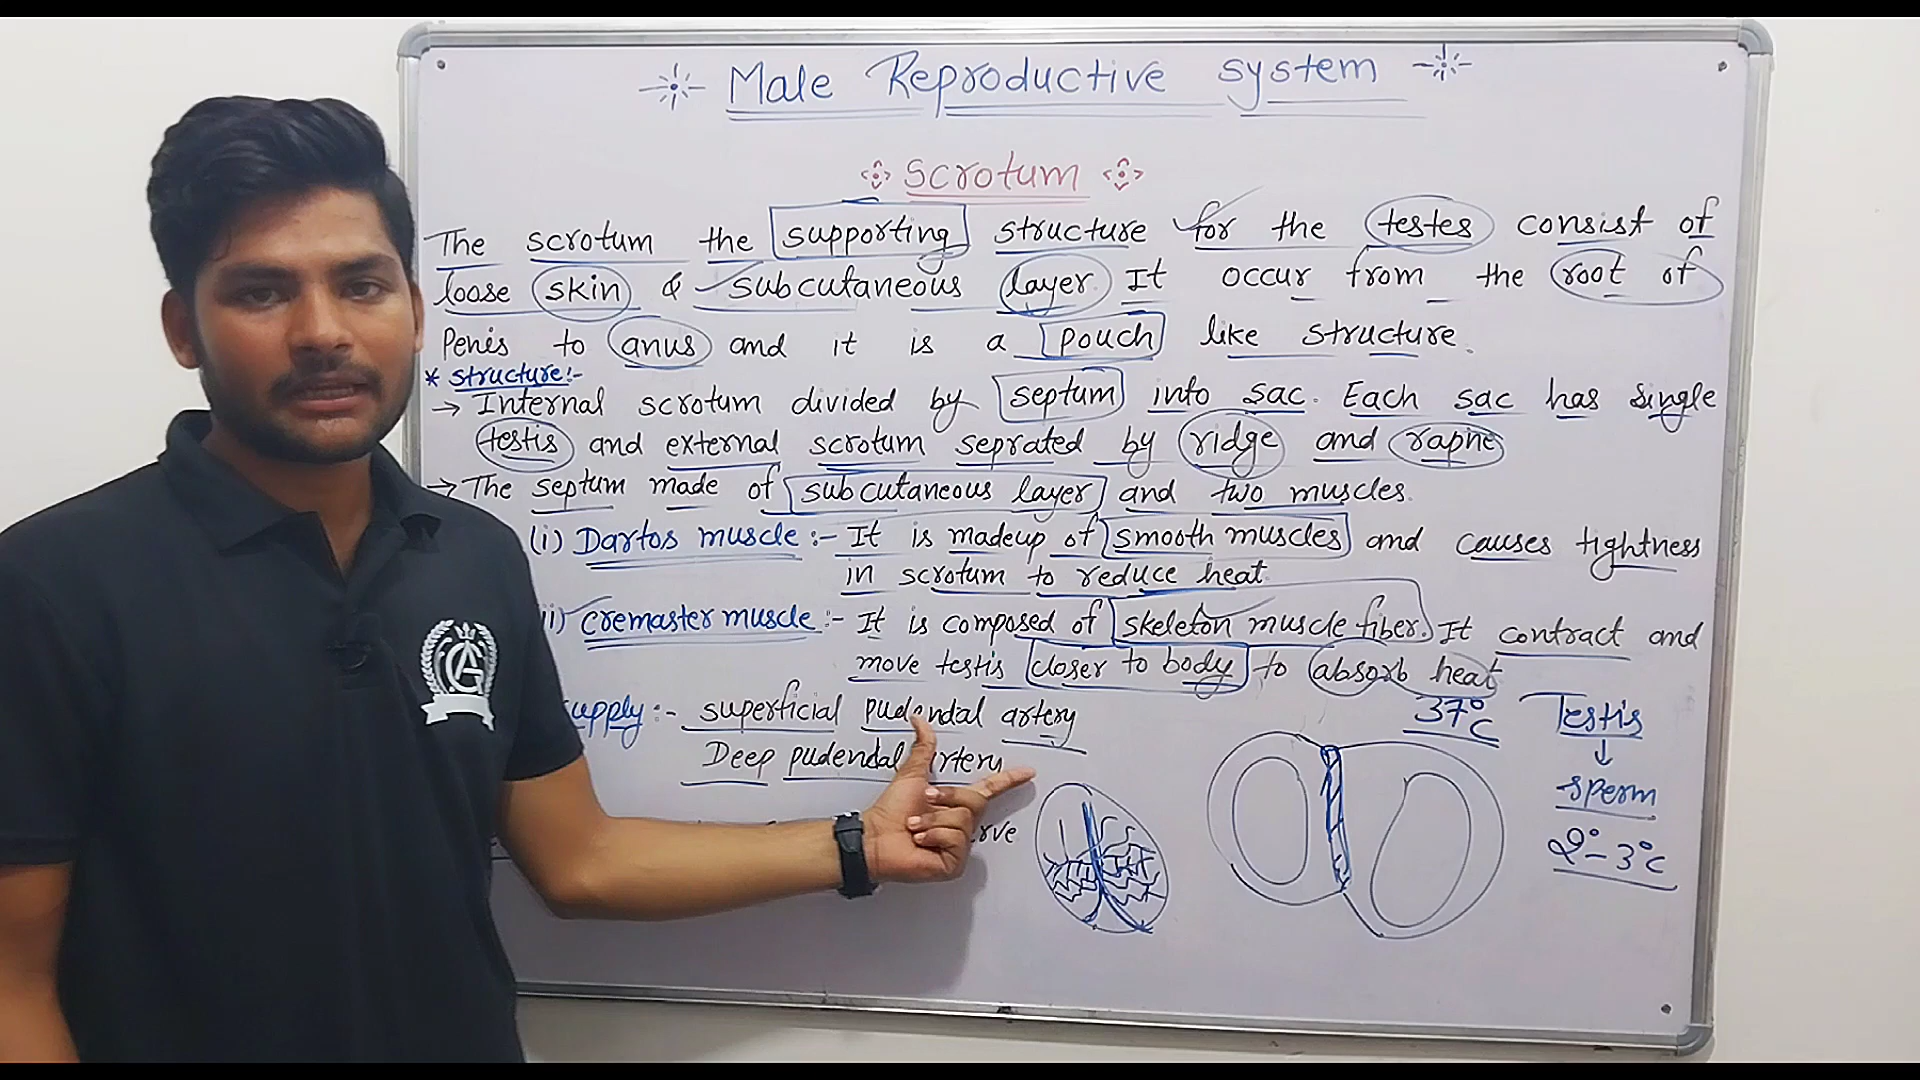 Male Reproductive system
Scrotum
The scrotum the supporting structure for the testes consist of
loose skin & subcutaneous layer. It occur from the root of
Penis to anus and it is a pouch like structure.
* structure:-
→ Internal scrotum divided by septum into sac. Each sac has single
testis and external scrotum seprated by ridge and raphe
→ The septum made of subcutaneous layer and two muscles.
(i) Dartos muscle :- It is madeup of smooth muscles and causes tightness
in scrotum to reduce heat.
ii) cremaster muscle :- It is composed of skeleton muscle fiber. It contract and
move testis closer to body to absorb heat
supply :- superficial pudendal artery
Deep pudendal artery
37°C
Testis
↓
sperm
2°-3°C